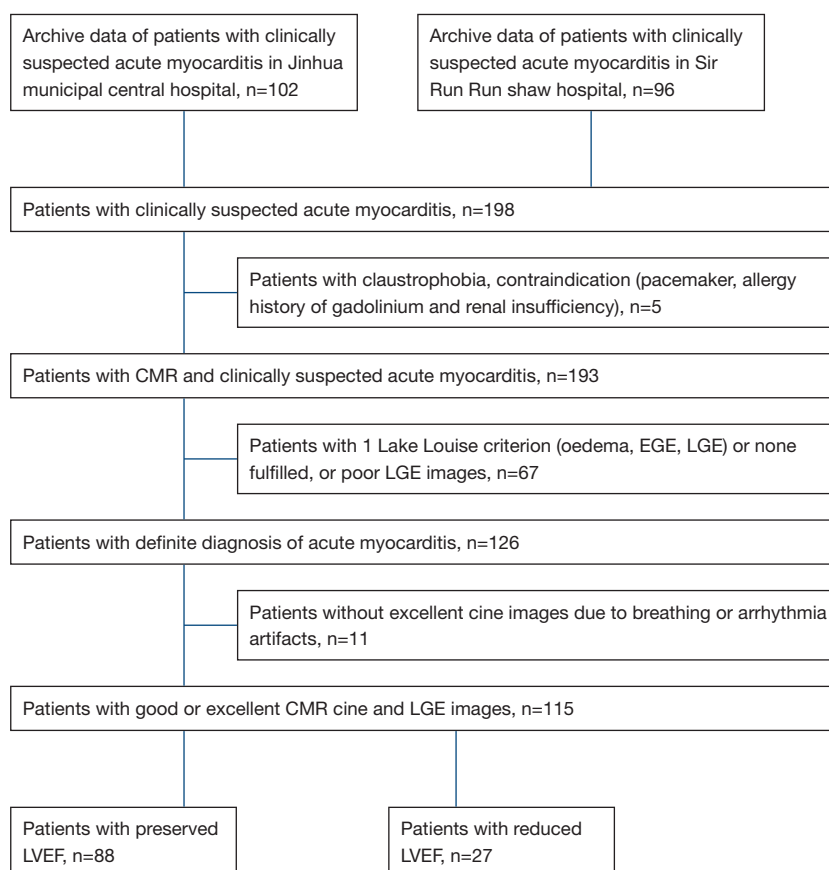 Archive data of patients with clinically
suspected acute myocarditis in Jinhua
municipal central hospital, n=102
Archive data of patients with clinically
suspected acute myocarditis in Sir
Run Run shaw hospital, n=96
Patients with clinically suspected acute myocarditis, n=198
Patients with claustrophobia, contraindication (pacemaker, allergy
history of gadolinium and renal insufficiency), n=5
Patients with CMR and clinically suspected acute myocarditis, n=193
Patients with 1 Lake Louise criterion (oedema, EGE, LGE) or none
fulfilled, or poor LGE images, n=67
Patients with definite diagnosis of acute myocarditis, n=126
Patients without excellent cine images due to breathing or arrhythmia
artifacts, n=11
Patients with good or excellent CMR cine and LGE images, n=115
Patients with preserved
LVEF, n=88
Patients with reduced
LVEF, n=27